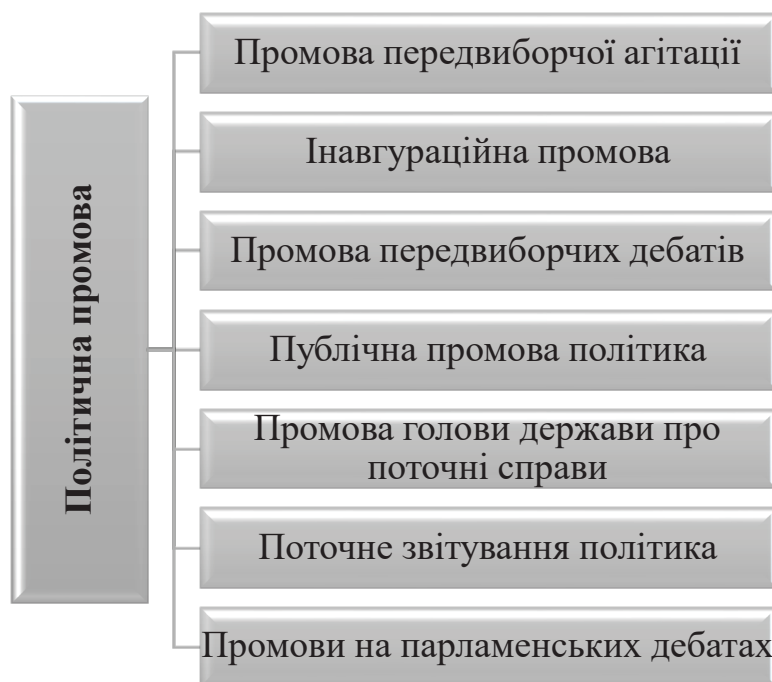 Політична промова
Промова передвиборчої агітації
Інавгураційна промова
Промова передвиборчих дебатів
Публічна промова політика
Промова голови держави про
поточні справи
Поточне звітування політика
Промови на парламенських дебатах